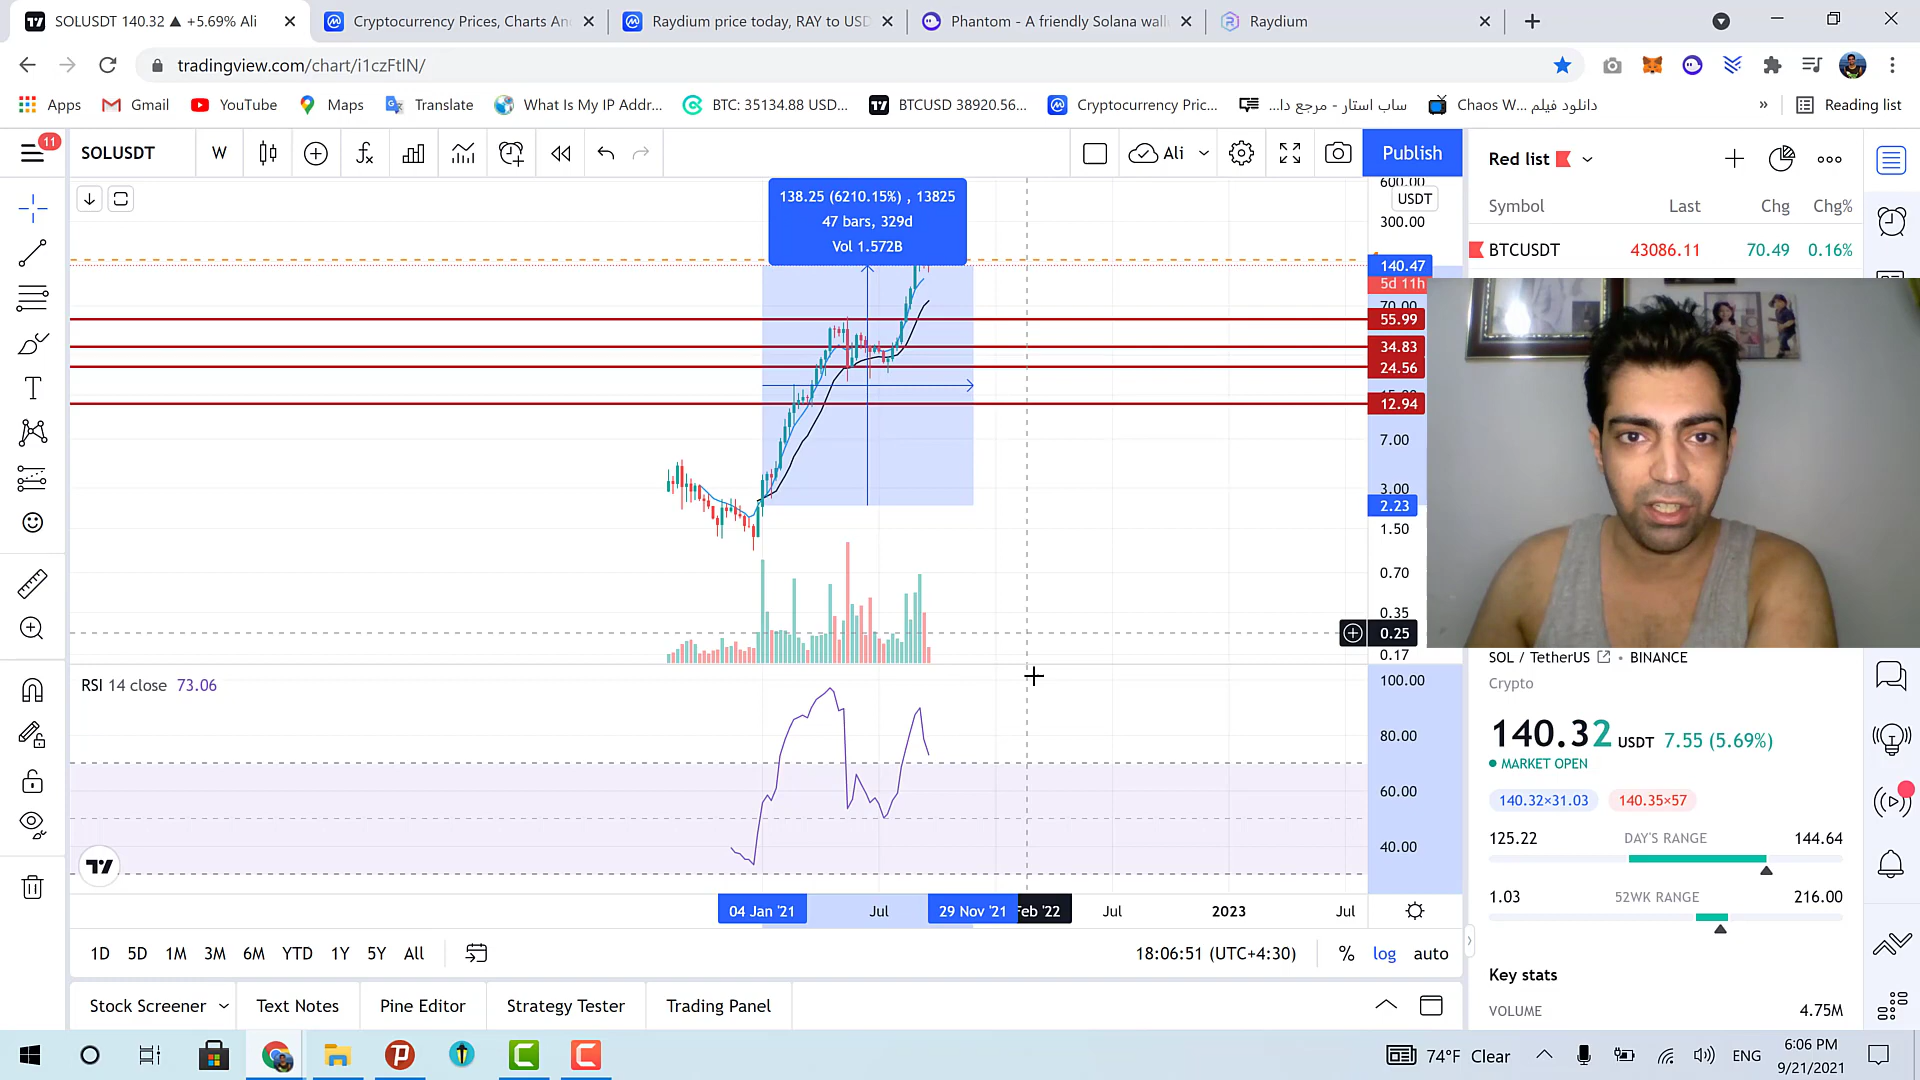 SOLUSDT 140.32 ▲ +5.69% Ali
Cryptocurrency Prices, Charts An
Raydium price today, RAY to USD
Phantom - A friendly Solana wall
Raydium
tradingview.com/chart/i1czFtlN/
Apps
Gmail
YouTube
Maps
Translate
What Is My IP Addr...
BTC: 35134.88 USD...
BTCUSD 38920.56...
Cryptocurrency Pric...
ساب استار - مرجع دا...
Chaos W... دانلود فیلم
»
Reading list
11
SOLUSDT
W
Ali
Publish
Red list
138.25 (6210.15%) , 13825
47 bars, 329d
Vol 1.572B
600.00
USDT
300.00
140.47
5d 11h
70.00
55.99
34.83
24.56
12.94
7.00
3.00
2.23
1.50
0.70
0.35
0.25
0.17
Symbol
Last
Chg
Chg%
BTCUSDT
43086.11
70.49
0.16%
RSI 14 close 73.06
100.00
80.00
60.00
40.00
04 Jan '21
Jul
29 Nov '21
Feb '22
Jul
2023
Jul
SOL / TetherUS
BINANCE
Crypto
140.32 USDT 7.55 (5.69%)
MARKET OPEN
140.32×31.03
140.35×57
125.22
DAY'S RANGE
144.64
1.03
52WK RANGE
216.00
Key stats
VOLUME
4.75M
1D
5D
1M
3M
6M
YTD
1Y
5Y
All
18:06:51 (UTC+4:30)
%
log
auto
Stock Screener
Text Notes
Pine Editor
Strategy Tester
Trading Panel
74°F Clear
ENG
6:06 PM
9/21/2021